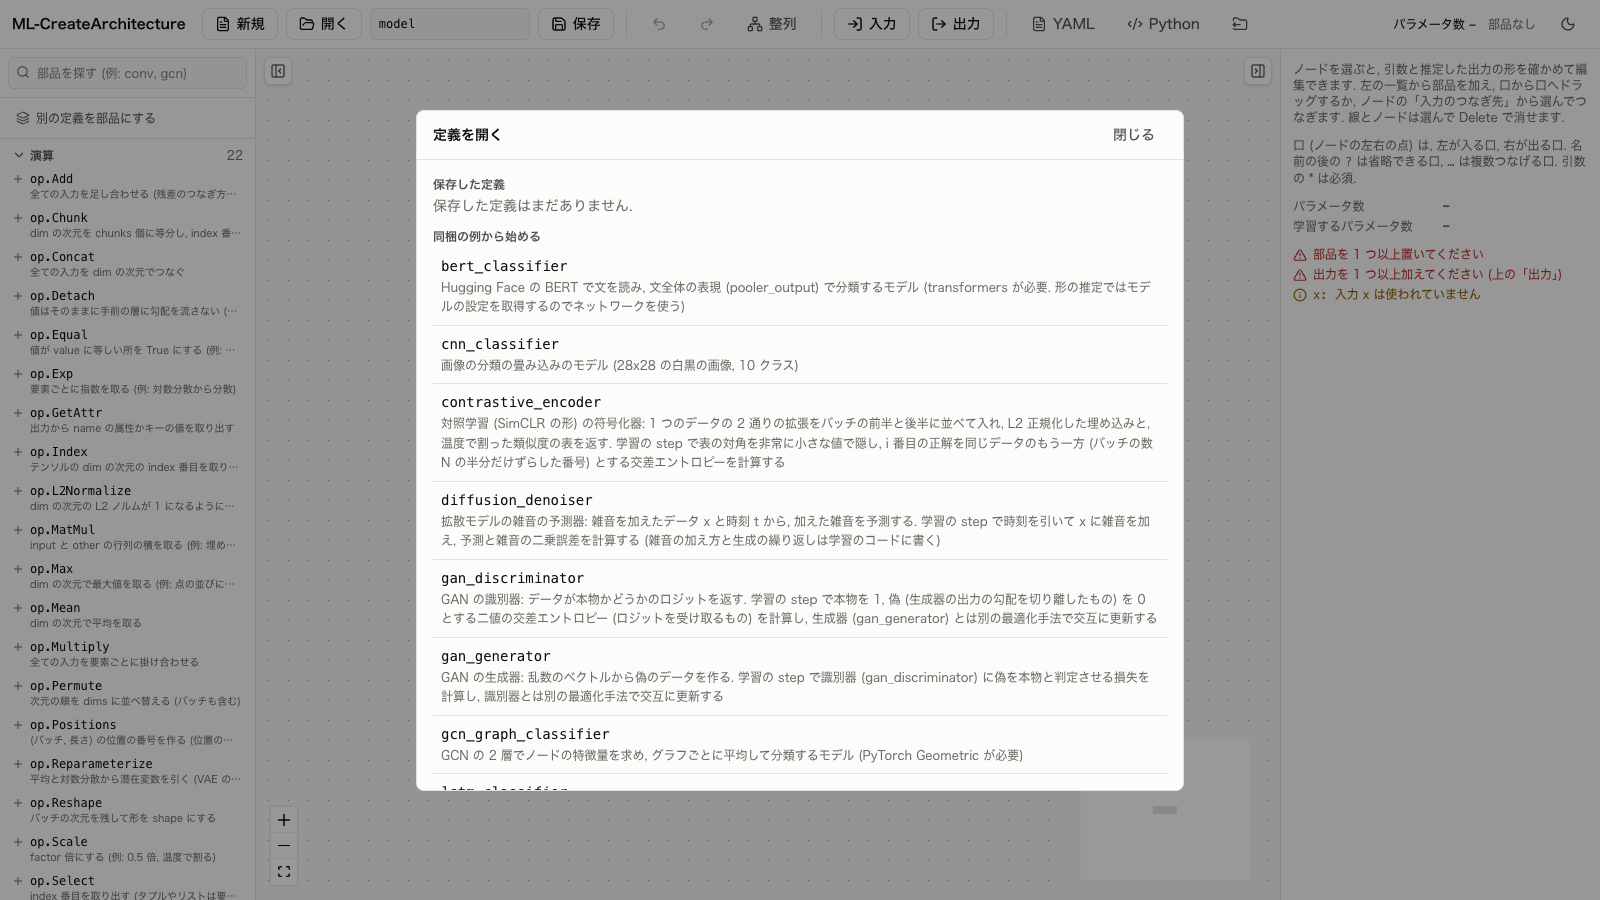 ML-CreateArchitecture
新規
開く
model
保存
整列
入力
出力
YAML
Python
パラメータ数 –
部品なし
部品を探す (例: conv, gcn)
別の定義を部品にする
演算 22
op.Add
全ての入力を足し合わせる (残差のつなぎ方…
op.Chunk
dim の次元を chunks 個に等分し, index 番…
op.Concat
全ての入力を dim の次元でつなぐ
op.Detach
値はそのままに手前の層に勾配を流さない (…
op.Equal
値が value に等しい所を True にする (例: …
op.Exp
要素ごとに指数を取る (例: 対数分散から分散)
op.GetAttr
出力から name の属性かキーの値を取り出す
op.Index
テンソルの dim の次元の index 番目を取り…
op.L2Normalize
dim の次元の L2 ノルムが 1 になるように…
op.MatMul
input と other の行列の積を取る (例: 埋め…
op.Max
dim の次元で最大値を取る (例: 点の並びに…
op.Mean
dim の次元で平均を取る
op.Multiply
全ての入力を要素ごとに掛け合わせる
op.Permute
次元の順を dims に並べ替える (バッチも含む)
op.Positions
(バッチ, 長さ) の位置の番号を作る (位置の…
op.Reparameterize
平均と対数分散から潜在変数を引く (VAE の…
op.Reshape
バッチの次元を残して形を shape にする
op.Scale
factor 倍にする (例: 0.5 倍, 温度で割る)
op.Select
index 番目を取り出す (タプルやリストは要…
定義を開く
閉じる
保存した定義
保存した定義はまだありません.
同梱の例から始める
bert_classifier
Hugging Face の BERT で文を読み, 文全体の表現 (pooler_output) で分類するモデル (transformers が必要. 形の推定ではモデ
ルの設定を取得するのでネットワークを使う)
cnn_classifier
画像の分類の畳み込みのモデル (28x28 の白黒の画像, 10 クラス)
contrastive_encoder
対照学習 (SimCLR の形) の符号化器: 1 つのデータの 2 通りの拡張をバッチの前半と後半に並べて入れ, L2 正規化した埋め込みと,
温度で割った類似度の表を返す. 学習の step で表の対角を非常に小さな値で隠し, i 番目の正解を同じデータのもう一方 (バッチの数
N の半分だけずらした番号) とする交差エントロピーを計算する
diffusion_denoiser
拡散モデルの雑音の予測器: 雑音を加えたデータ x と時刻 t から, 加えた雑音を予測する. 学習の step で時刻を引いて x に雑音を加
え, 予測と雑音の二乗誤差を計算する (雑音の加え方と生成の繰り返しは学習のコードに書く)
gan_discriminator
GAN の識別器: データが本物かどうかのロジットを返す. 学習の step で本物を 1, 偽 (生成器の出力の勾配を切り離したもの) を 0
とする二値の交差エントロピー (ロジットを受け取るもの) を計算し, 生成器 (gan_generator) とは別の最適化手法で交互に更新する
gan_generator
GAN の生成器: 乱数のベクトルから偽のデータを作る. 学習の step で識別器 (gan_discriminator) に偽を本物と判定させる損失を
計算し, 識別器とは別の最適化手法で交互に更新する
gcn_graph_classifier
GCN の 2 層でノードの特徴量を求め, グラフごとに平均して分類するモデル (PyTorch Geometric が必要)
lstm_classifier
ノードを選ぶと, 引数と推定した出力の形を確かめて編
集できます. 左の一覧から部品を加え, 口から口へドラ
ッグするか, ノードの「入力のつなぎ先」から選んでつ
なぎます. 線とノードは選んで Delete で消せます.
口 (ノードの左右の点) は, 左が入る口, 右が出る口. 名
前の後の ? は省略できる口, … は複数つなげる口. 引数
の * は必須.
パラメータ数 –
学習するパラメータ数 –
部品を 1 つ以上置いてください
出力を 1 つ以上加えてください (上の「出力」)
x: 入力 x は使われていません